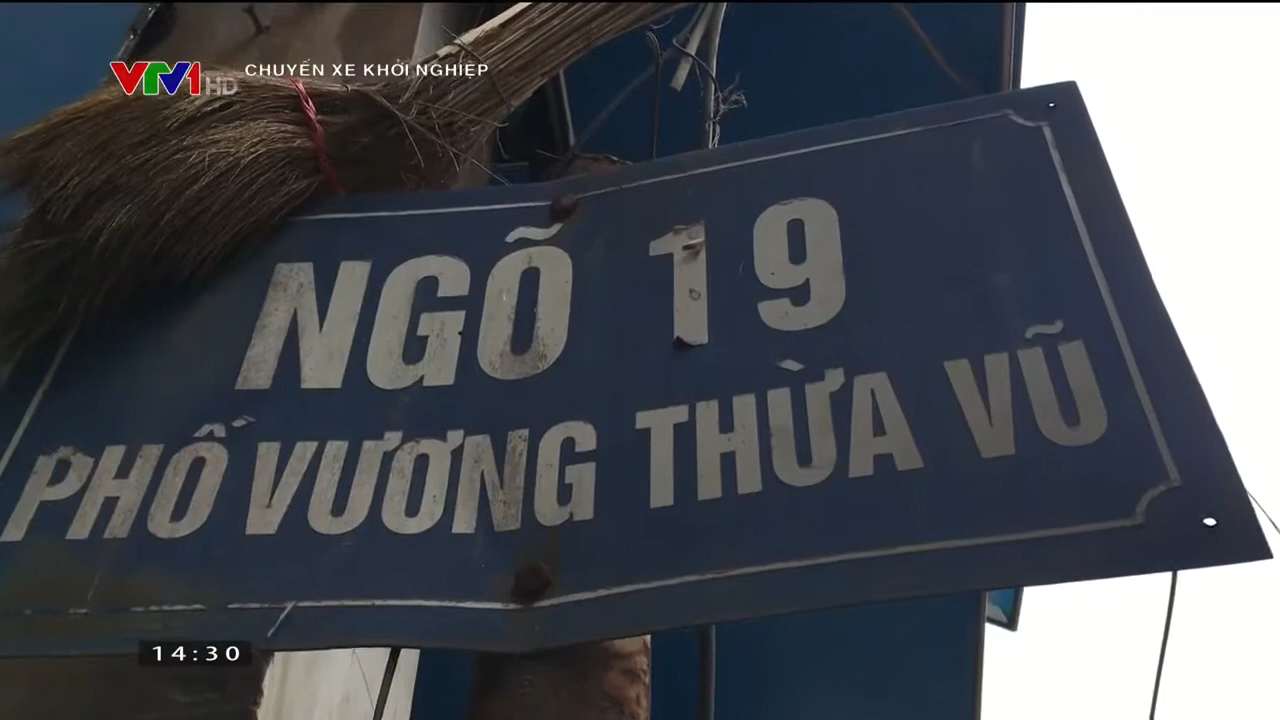 VTV1 HD
CHUYẾN XE KHỞI NGHIỆP
NGÕ 19
PHỐ VƯƠNG THỪA VŨ
14:30